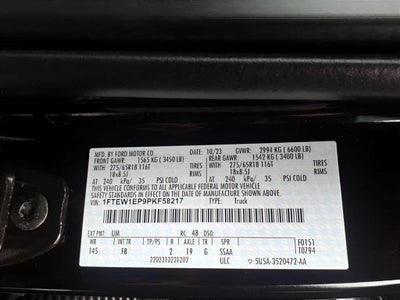 MFD. BY FORD MOTOR CO. 10/23 GVWR: 2994 KG ( 6600 LB)
FRONT GAWR: 1565 KG ( 3450 LB) REAR GAWR: 1542 KG ( 3400 LB)
WITH WITH
275/65R18 116T TIRES 275/65R18 116T TIRES
18x8.5J RIMS 18x8.5J RIMS
AT 240 kPa/ 35 PSI COLD AT 240 kPa/ 35 PSI COLD
THIS VEHICLE CONFORMS TO ALL APPLICABLE FEDERAL MOTOR VEHICLE
SAFETY STANDARDS IN EFFECT ON THE DATE OF MANUFACTURE SHOWN ABOVE.
VIN: 1FTEW1EP9PKF58217 TYPE: Truck
EXT PNT: UM RC: 48 DSO:
WB INT TR TP/PS R AXLE TR SPR F0151
145 FB 2 19 G SSAA T0794
2202310221202 ULC 5U5A-3520472-AA